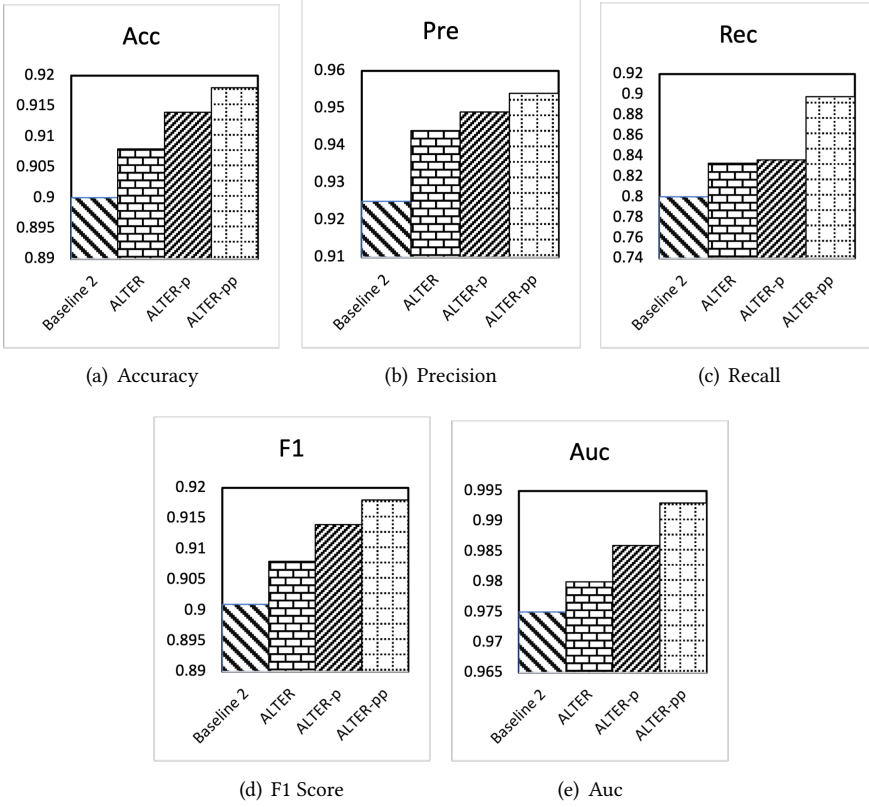 Acc
0.92
0.915
0.91
0.905
0.9
0.895
0.89
Baseline 2
ALTER
ALTER-p
ALTER-pp
(a) Accuracy
Pre
0.96
0.95
0.94
0.93
0.92
0.91
Baseline 2
ALTER
ALTER-p
ALTER-pp
(b) Precision
Rec
0.92
0.9
0.88
0.86
0.84
0.82
0.8
0.78
0.76
0.74
Baseline 2
ALTER
ALTER-p
ALTER-pp
(c) Recall
F1
0.92
0.915
0.91
0.905
0.9
0.895
0.89
Baseline 2
ALTER
ALTER-p
ALTER-pp
(d) F1 Score
Auc
0.995
0.99
0.985
0.98
0.975
0.97
0.965
Baseline 2
ALTER
ALTER-p
ALTER-pp
(e) Auc